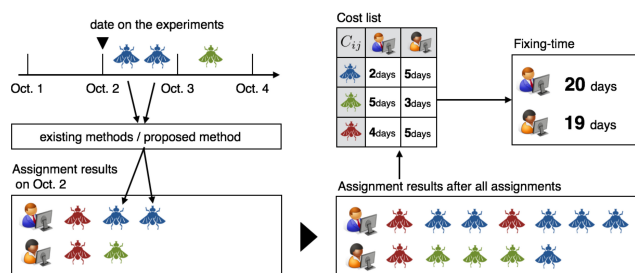 date on the experiments
Oct. 1
Oct. 2
Oct. 3
Oct. 4
existing methods / proposed method
Assignment results
on Oct. 2
Cost list
Cij
2days
5days
5days
3days
4days
5days
Fixing-time
20 days
19 days
Assignment results after all assignments